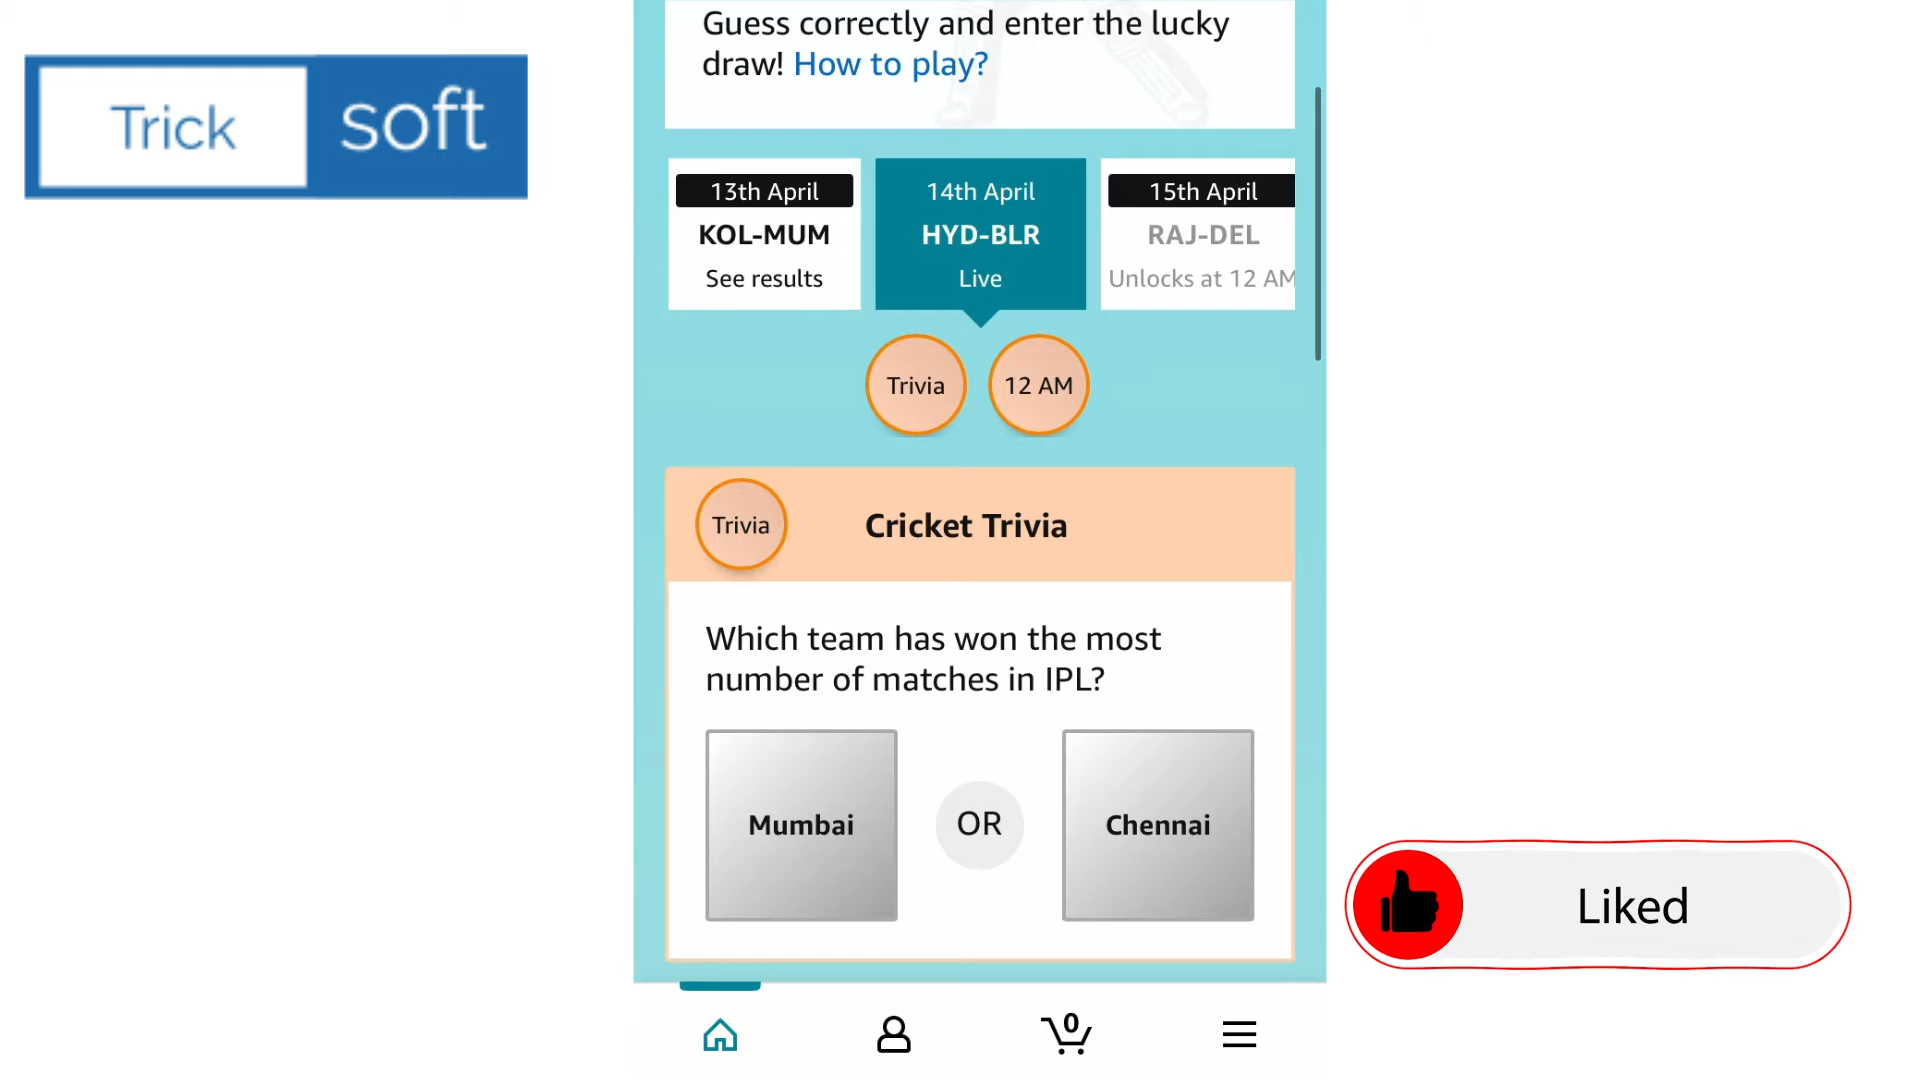 Trick soft
Guess correctly and enter the lucky
draw! How to play?
13th April
KOL-MUM
See results
14th April
HYD-BLR
Live
15th April
RAJ-DEL
Unlocks at 12 AM
Trivia
12 AM
Trivia
Cricket Trivia
Which team has won the most
number of matches in IPL?
Mumbai
OR
Chennai
Liked
0